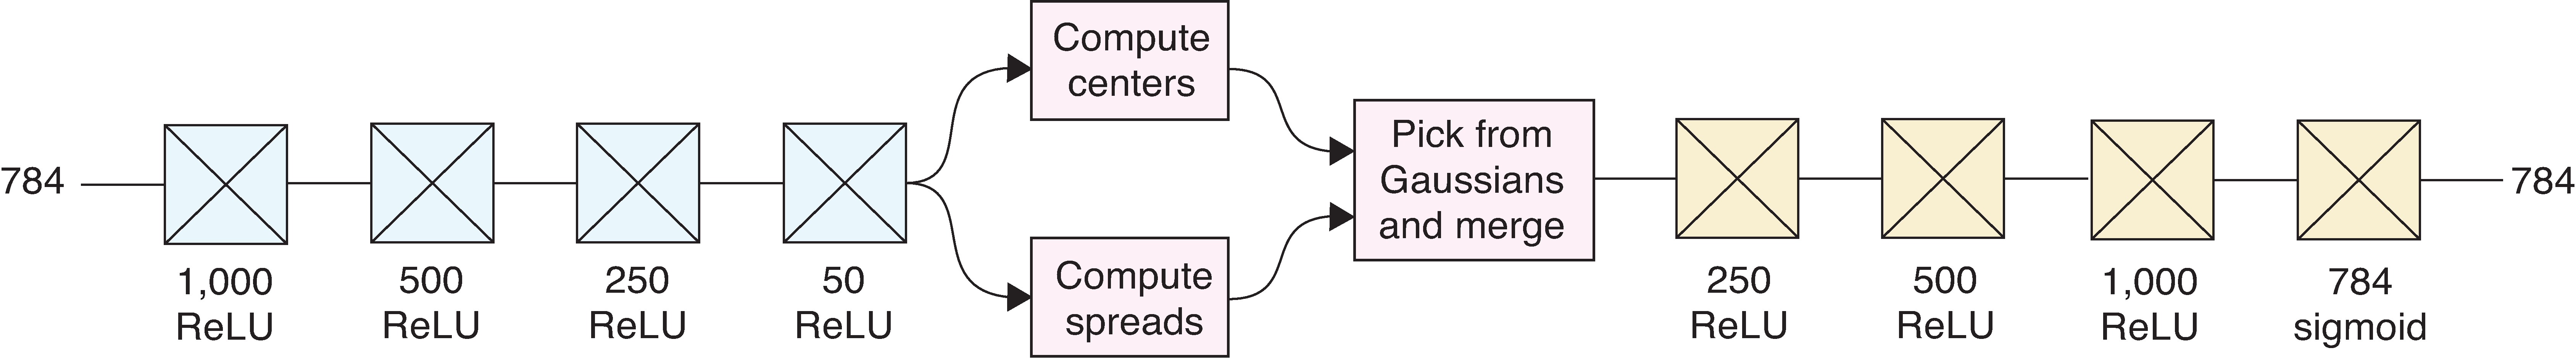 784
1,000
ReLU
500
ReLU
250
ReLU
50
ReLU
Compute
centers
Compute
spreads
Pick from
Gaussians
and merge
250
ReLU
500
ReLU
1,000
ReLU
784
sigmoid
784